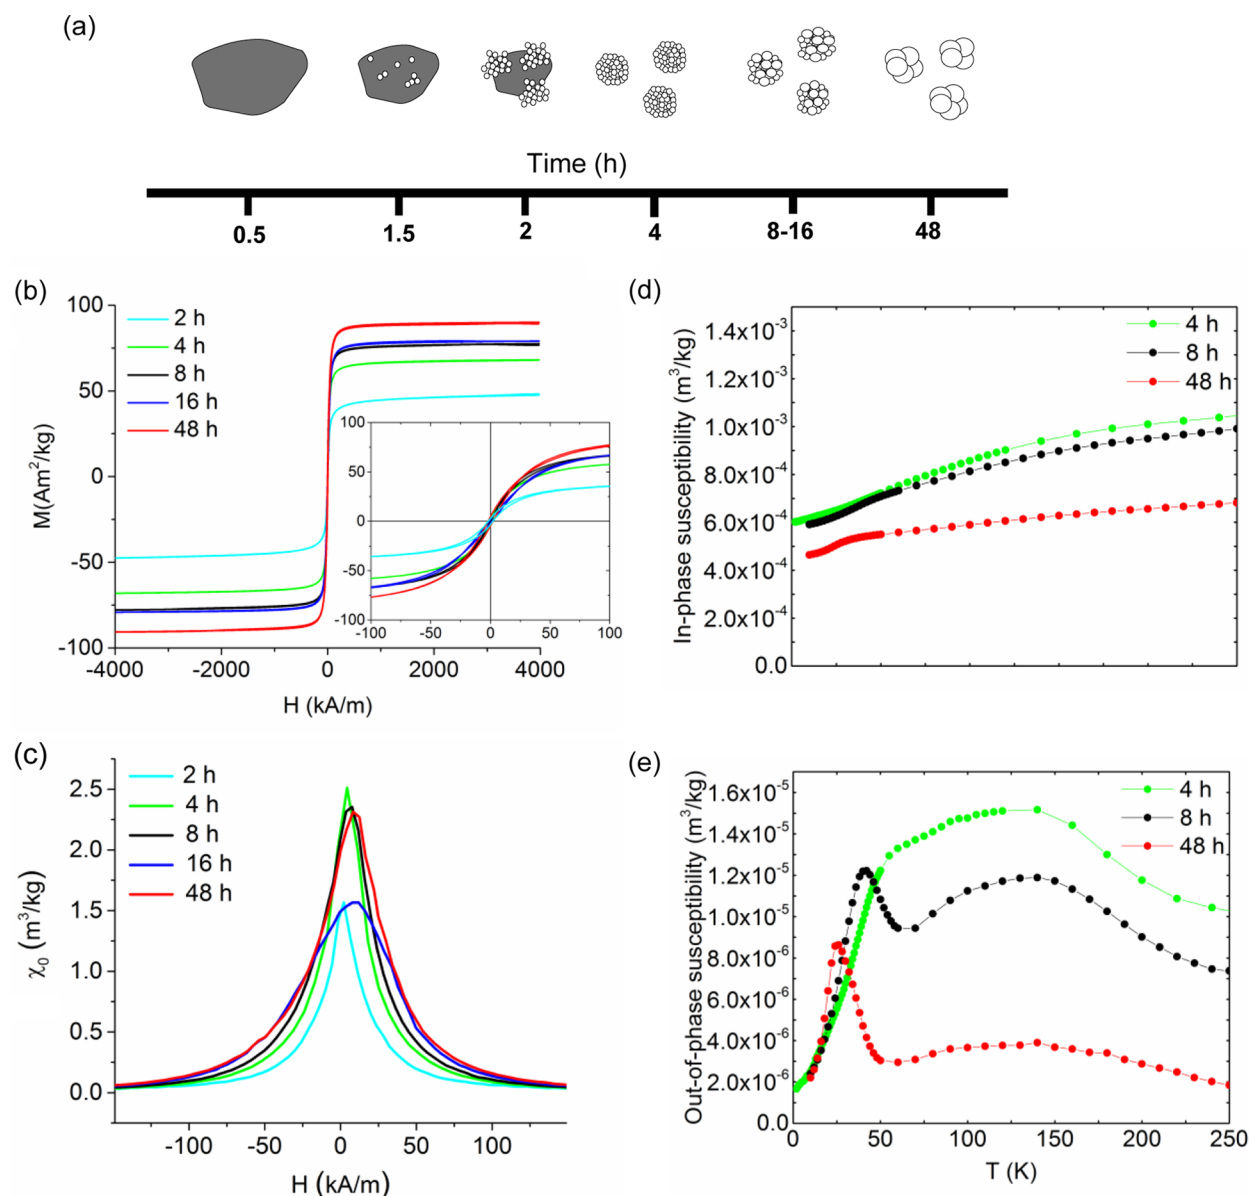 (a)
Time (h)
0.5 1.5 2 4 8-16 48
(b)
100
50
0
-50
-100
M(Am²/kg)
2 h
4 h
8 h
16 h
48 h
100
50
0
-50
-100
-100 -50 0 50 100
-4000 -2000 0 2000 4000
H (kA/m)
(d)
1.4x10⁻³
1.2x10⁻³
1.0x10⁻³
8.0x10⁻⁴
6.0x10⁻⁴
4.0x10⁻⁴
2.0x10⁻⁴
0.0
In-phase susceptibility (m³/kg)
4 h
8 h
48 h
(c)
2.5
2.0
1.5
1.0
0.5
0.0
χ₀ (m³/kg)
2 h
4 h
8 h
16 h
48 h
-100 -50 0 50 100
H (kA/m)
(e)
1.6x10⁻⁵
1.4x10⁻⁵
1.2x10⁻⁵
1.0x10⁻⁵
8.0x10⁻⁶
6.0x10⁻⁶
4.0x10⁻⁶
2.0x10⁻⁶
0.0
Out-of-phase susceptibility (m³/kg)
4 h
8 h
48 h
0 50 100 150 200 250
T (K)